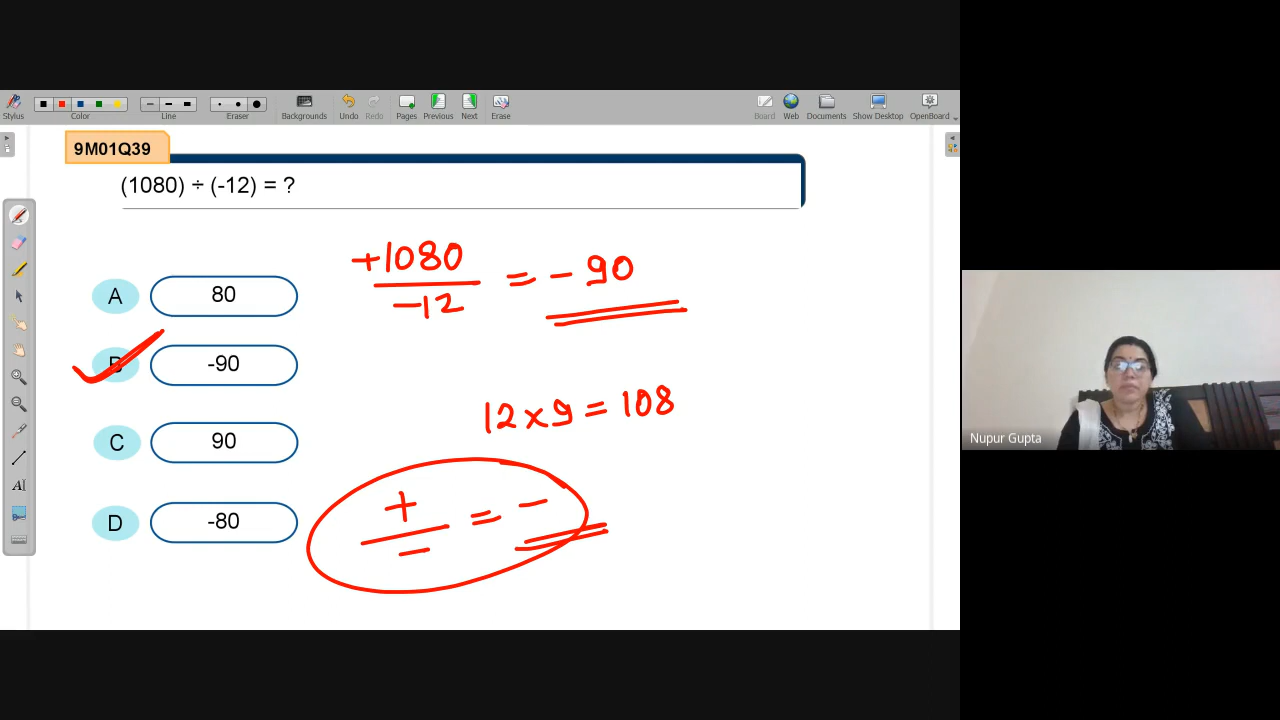 Stylus
Color
Line
Eraser
Backgrounds
Undo
Redo
Pages
Previous
Next
Erase
Board
Web
Documents
Show Desktop
OpenBoard
9M01Q39
(1080) ÷ (-12) = ?
+1080
-12
= - 90
A 80
B -90
12 x 9 = 108
C 90
Nupur Gupta
+
-
= -
D -80